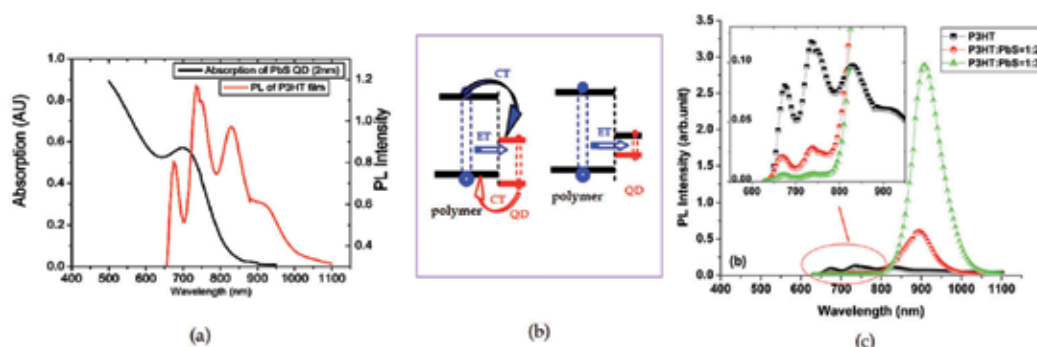 Absorption of PbS QD (2nm)
PL of P3HT film
Absorption (AU)
1.0
0.8
0.6
0.4
0.2
0.0
PL Intensity
1.2
1.0
0.8
0.6
0.4
400 500 600 700 800 900 1000 1100
Wavelength (nm)
(a)
CT
ET
CT
polymer
QD
ET
polymer
QD
(b)
P3HT
P3HT:PbS=1:
P3HT:PbS=1:
PL Intensity (arb.unit)
3.5
3.0
2.5
2.0
1.5
1.0
0.5
0.0
0.10
0.05
0.00
600 700 800 900
(b)
400 500 600 700 800 900 1000 1100
Wavelength (nm)
(c)